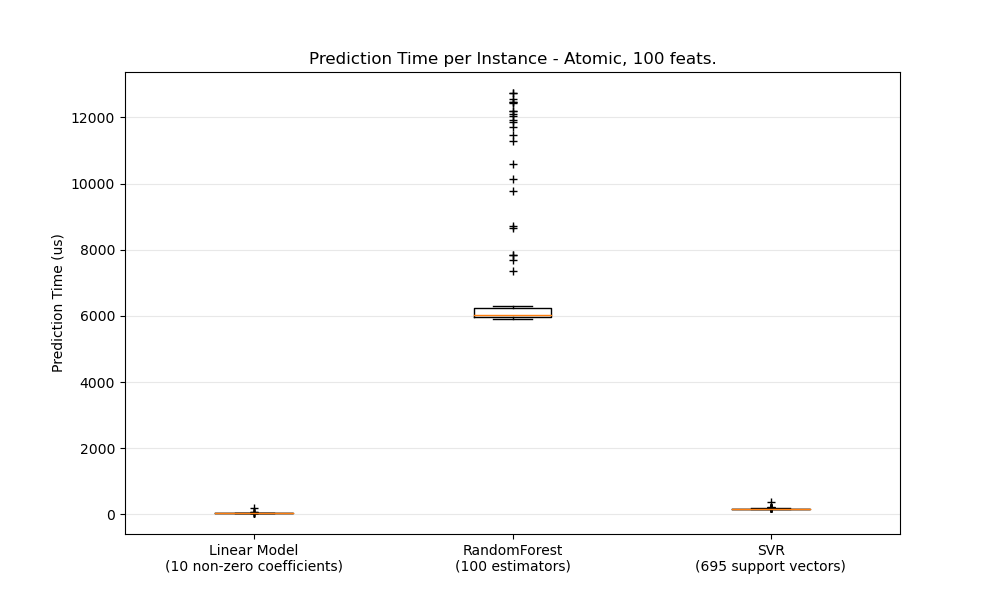 Prediction Time per Instance - Atomic, 100 feats.
Prediction Time (us)
12000
10000
8000
6000
4000
2000
0
Linear Model
(10 non-zero coefficients)
RandomForest
(100 estimators)
SVR
(695 support vectors)